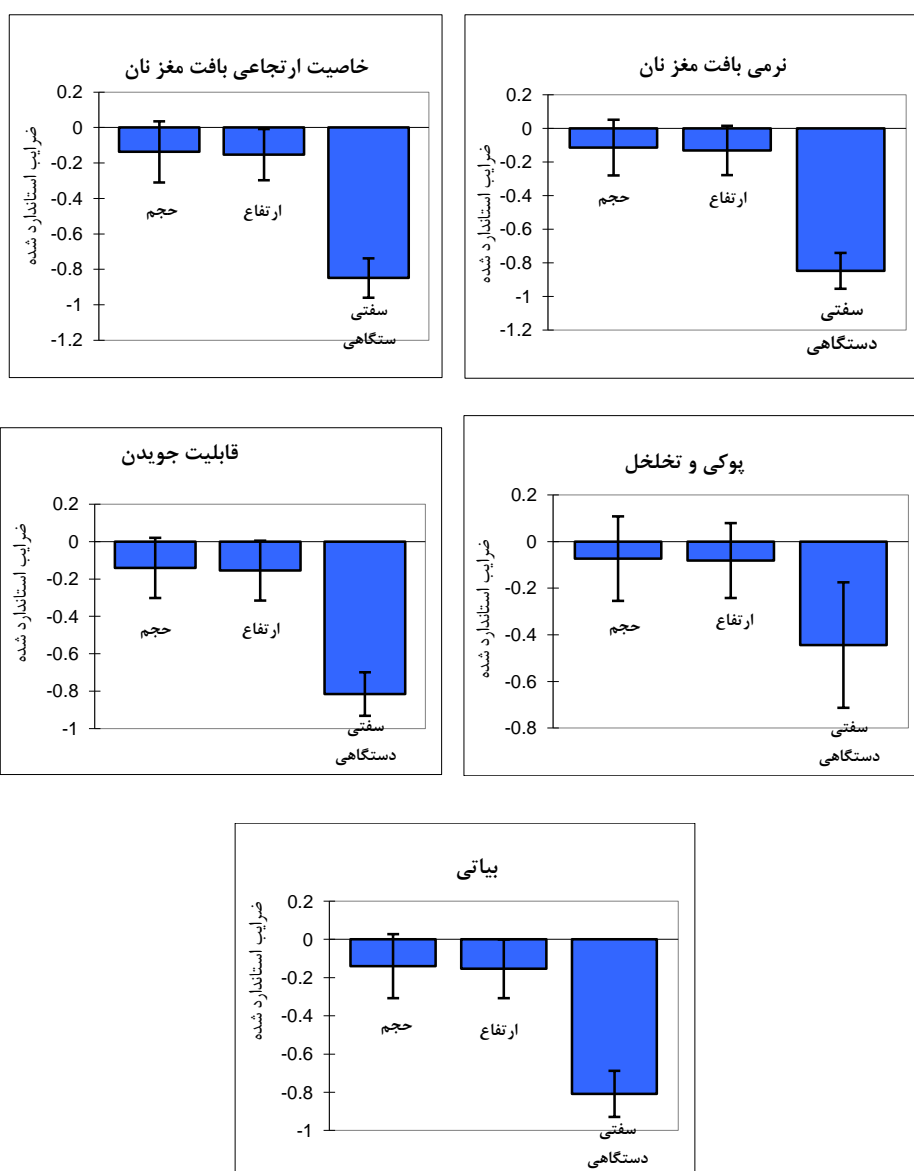 نرمی بافت مغز نان
ضرایب استاندارد شده
0.2
0
-0.2
-0.4
-0.6
-0.8
-1
-1.2
حجم
ارتفاع
سفتی
دستگاهی
خاصیت ارتجاعی بافت مغز نان
ضرایب استاندارد شده
0.2
0
-0.2
-0.4
-0.6
-0.8
-1
-1.2
حجم
ارتفاع
سفتی
ستگاهی
پوکی و تخلخل
ضرایب استاندارد شده
0.2
0
-0.2
-0.4
-0.6
-0.8
حجم
ارتفاع
سفتی
دستگاهی
قابلیت جویدن
ضرایب استاندارد شده
0.2
0
-0.2
-0.4
-0.6
-0.8
-1
حجم
ارتفاع
سفتی
دستگاهی
بیاتی
ضرایب استاندارد شده
0.2
0
-0.2
-0.4
-0.6
-0.8
-1
حجم
ارتفاع
سفتی
دستگاهی